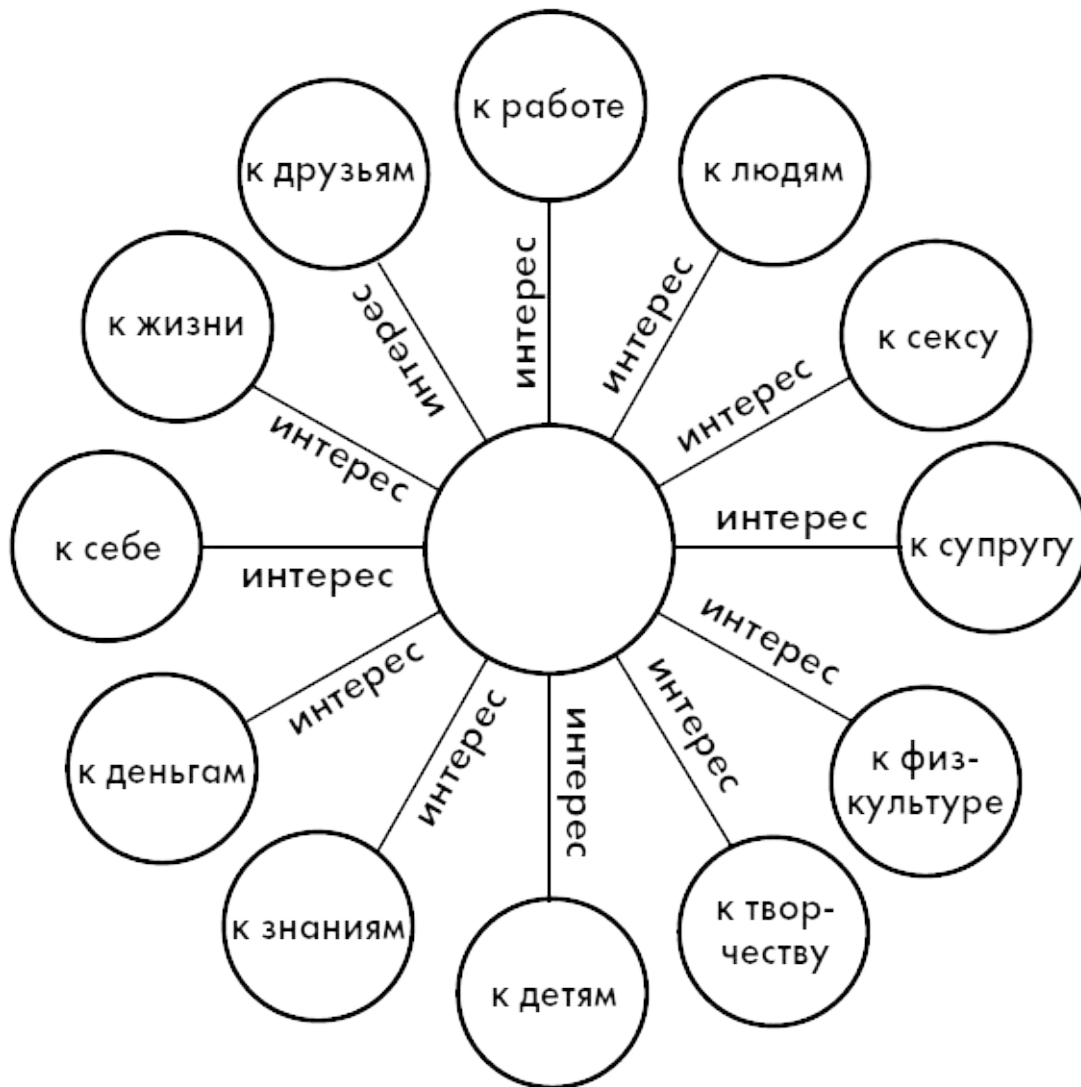 к работе
интерес
к людям
интерес
к сексу
интерес
к супругу
интерес
к физ-
культуре
интерес
к твор-
честву
интерес
к детям
интерес
к знаниям
интерес
к деньгам
интерес
к себе
интерес
к жизни
интерес
к друзьям
интерес